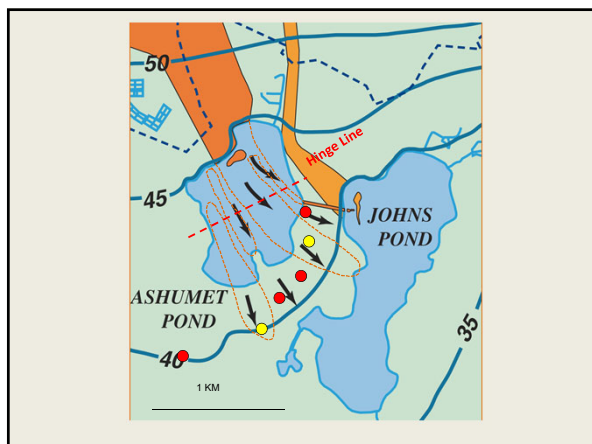 50
Hinge Line
45
JOHNS
POND
ASHUMET
POND
35
40
1 KM